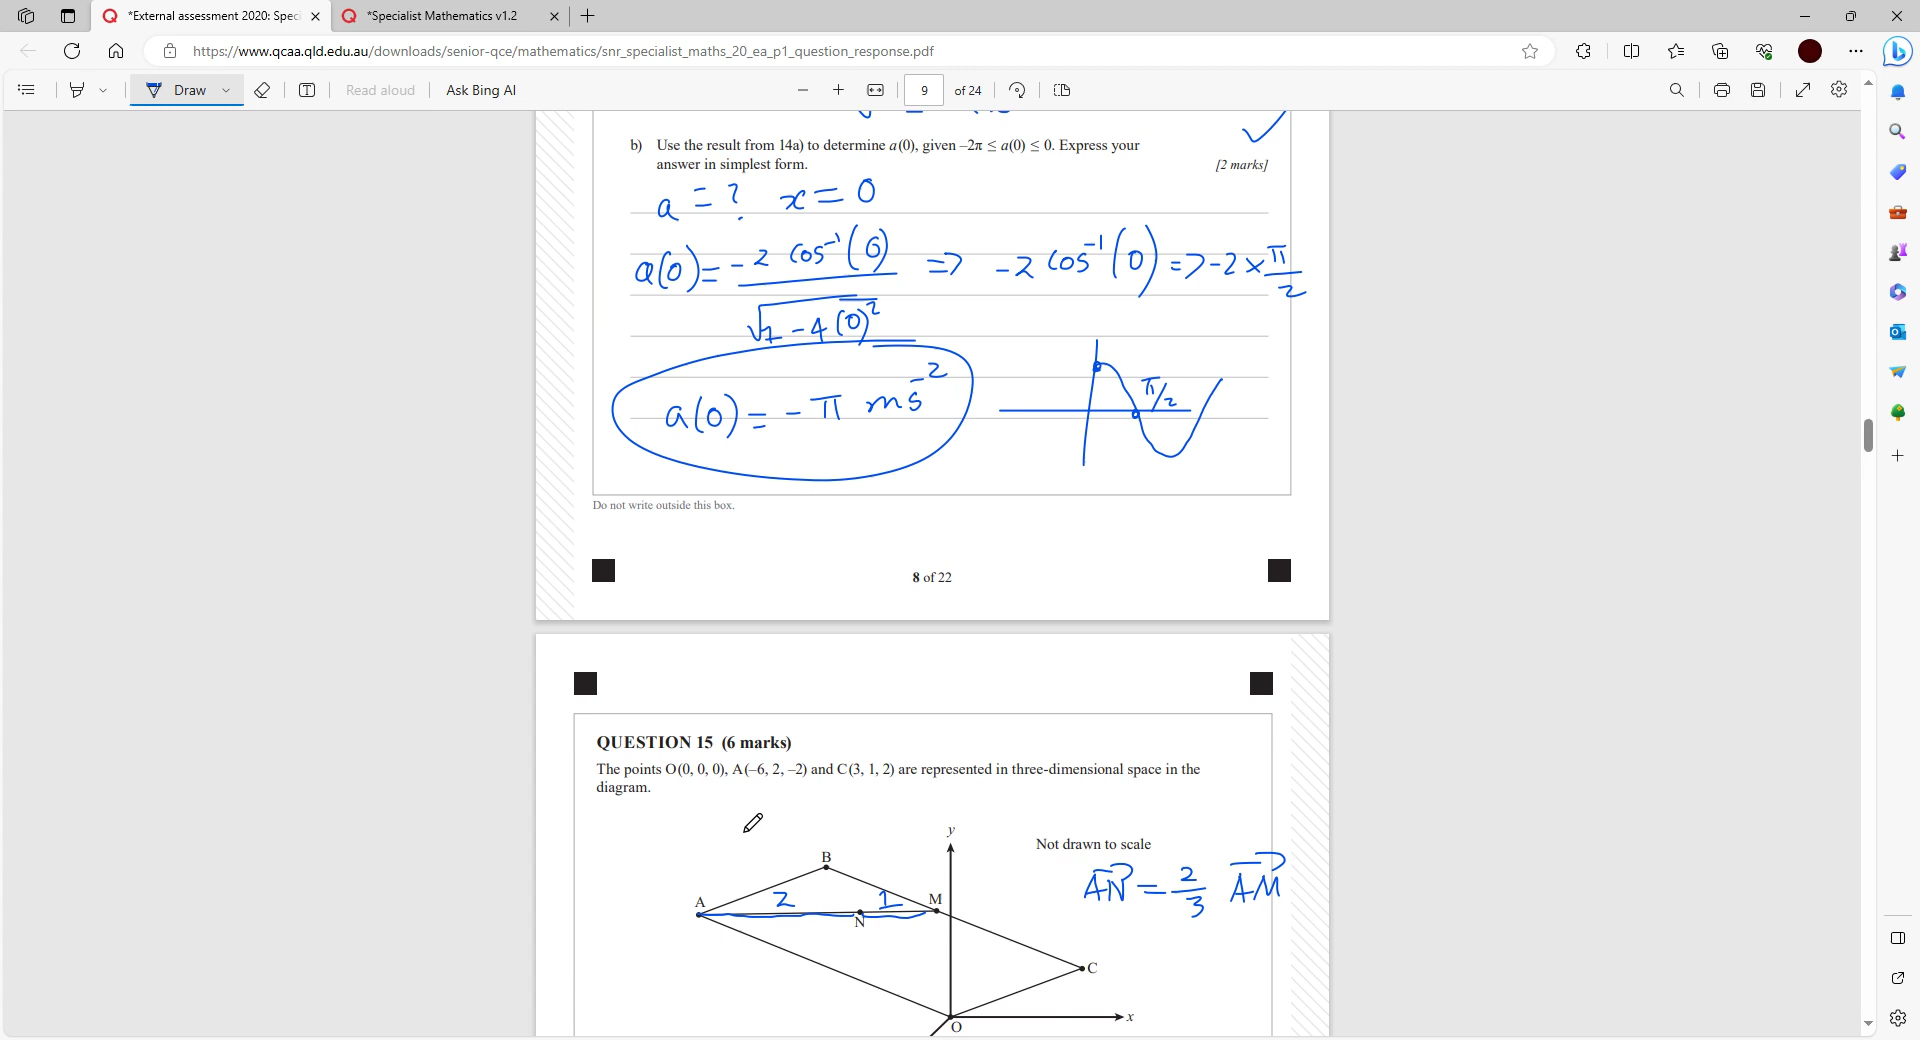 *External assessment 2020: Speci
*Specialist Mathematics v1.2
https://www.qcaa.qld.edu.au/downloads/senior-qce/mathematics/snr_specialist_maths_20_ea_p1_question_response.pdf
Draw
Read aloud
Ask Bing AI
9 of 24
b) Use the result from 14a) to determine a(0), given –2π ≤ a(0) ≤ 0. Express your
answer in simplest form.
[2 marks]
a = ? x = 0
a(0) = -2 cos⁻¹(0) / √1-4(0)² => -2 cos⁻¹(0) => -2 × π/2
a(0) = -π ms⁻²
π/2
Do not write outside this box.
8 of 22
QUESTION 15 (6 marks)
The points O(0, 0, 0), A(–6, 2, –2) and C(3, 1, 2) are represented in three-dimensional space in the
diagram.
y
Not drawn to scale
B
AN = 2/3 AM
A
2
1
M
N
C
x
O